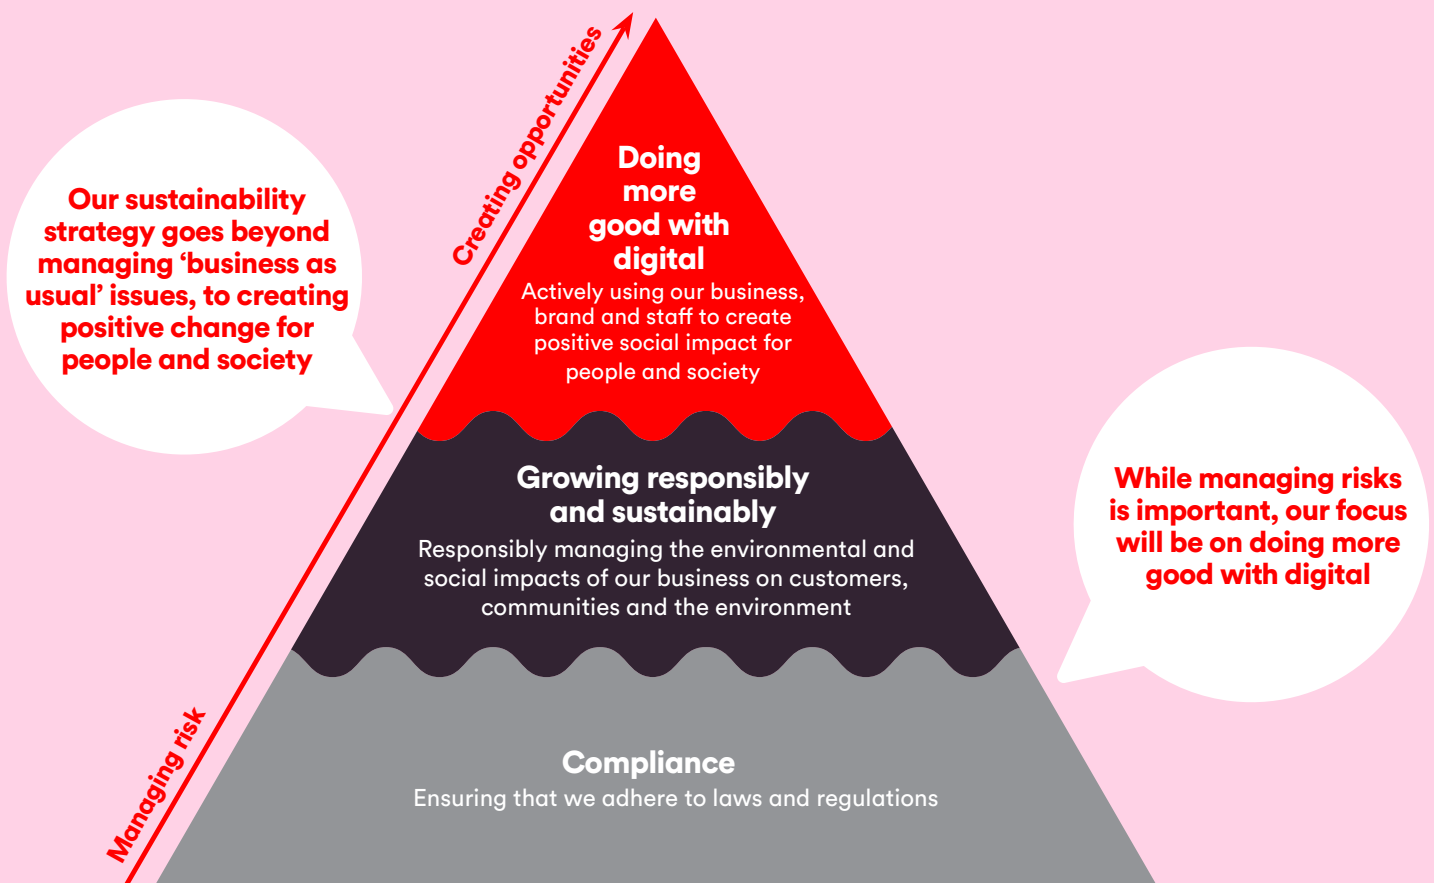 Creating opportunities
Doing
more
good with
digital
Actively using our business,
brand and staff to create
positive social impact for
people and society
Our sustainability
strategy goes beyond
managing ‘business as
usual’ issues, to creating
positive change for
people and society
Growing responsibly
and sustainably
Responsibly managing the environmental and
social impacts of our business on customers,
communities and the environment
While managing risks
is important, our focus
will be on doing more
good with digital
Managing risk
Compliance
Ensuring that we adhere to laws and regulations